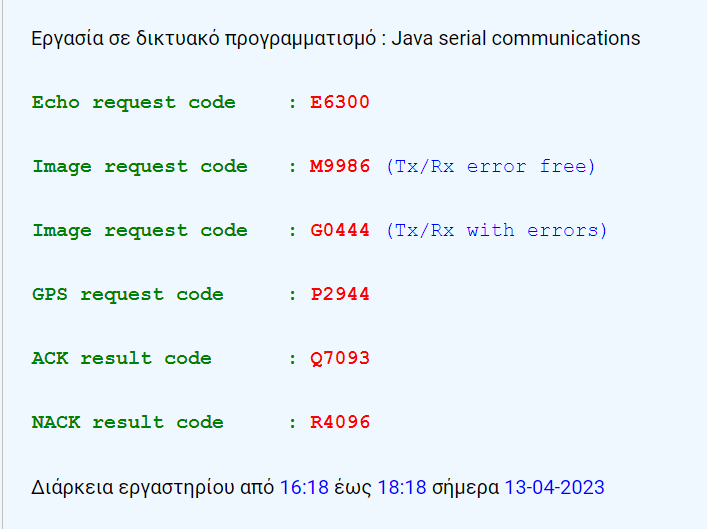 Εργασία σε δικτυακό προγραμματισμό : Java serial communications
Echo request code : E6300
Image request code : M9986 (Tx/Rx error free)
Image request code : G0444 (Tx/Rx with errors)
GPS request code : P2944
ACK result code : Q7093
NACK result code : R4096
Διάρκεια εργαστηρίου από 16:18 έως 18:18 σήμερα 13-04-2023